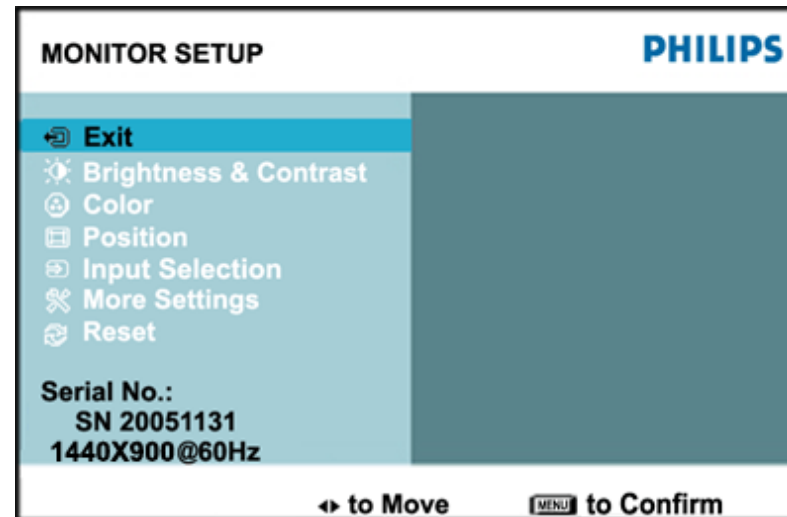 MONITOR SETUP
PHILIPS
Exit
Brightness & Contrast
Color
Position
Input Selection
More Settings
Reset
Serial No.:
SN 20051131
1440X900@60Hz
to Move
MENU to Confirm